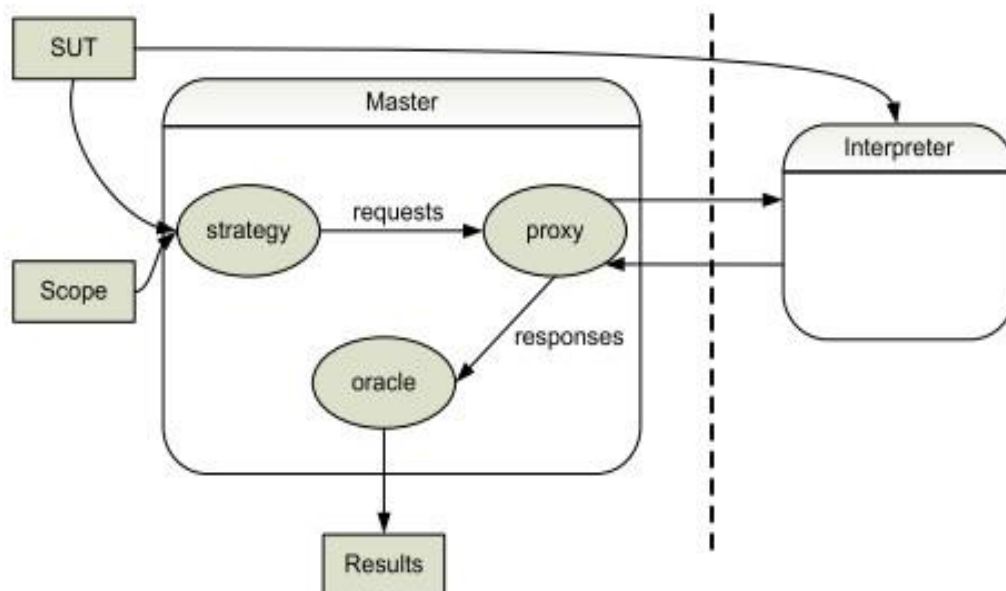 SUT
Master
Interpreter
strategy
requests
proxy
Scope
responses
oracle
Results